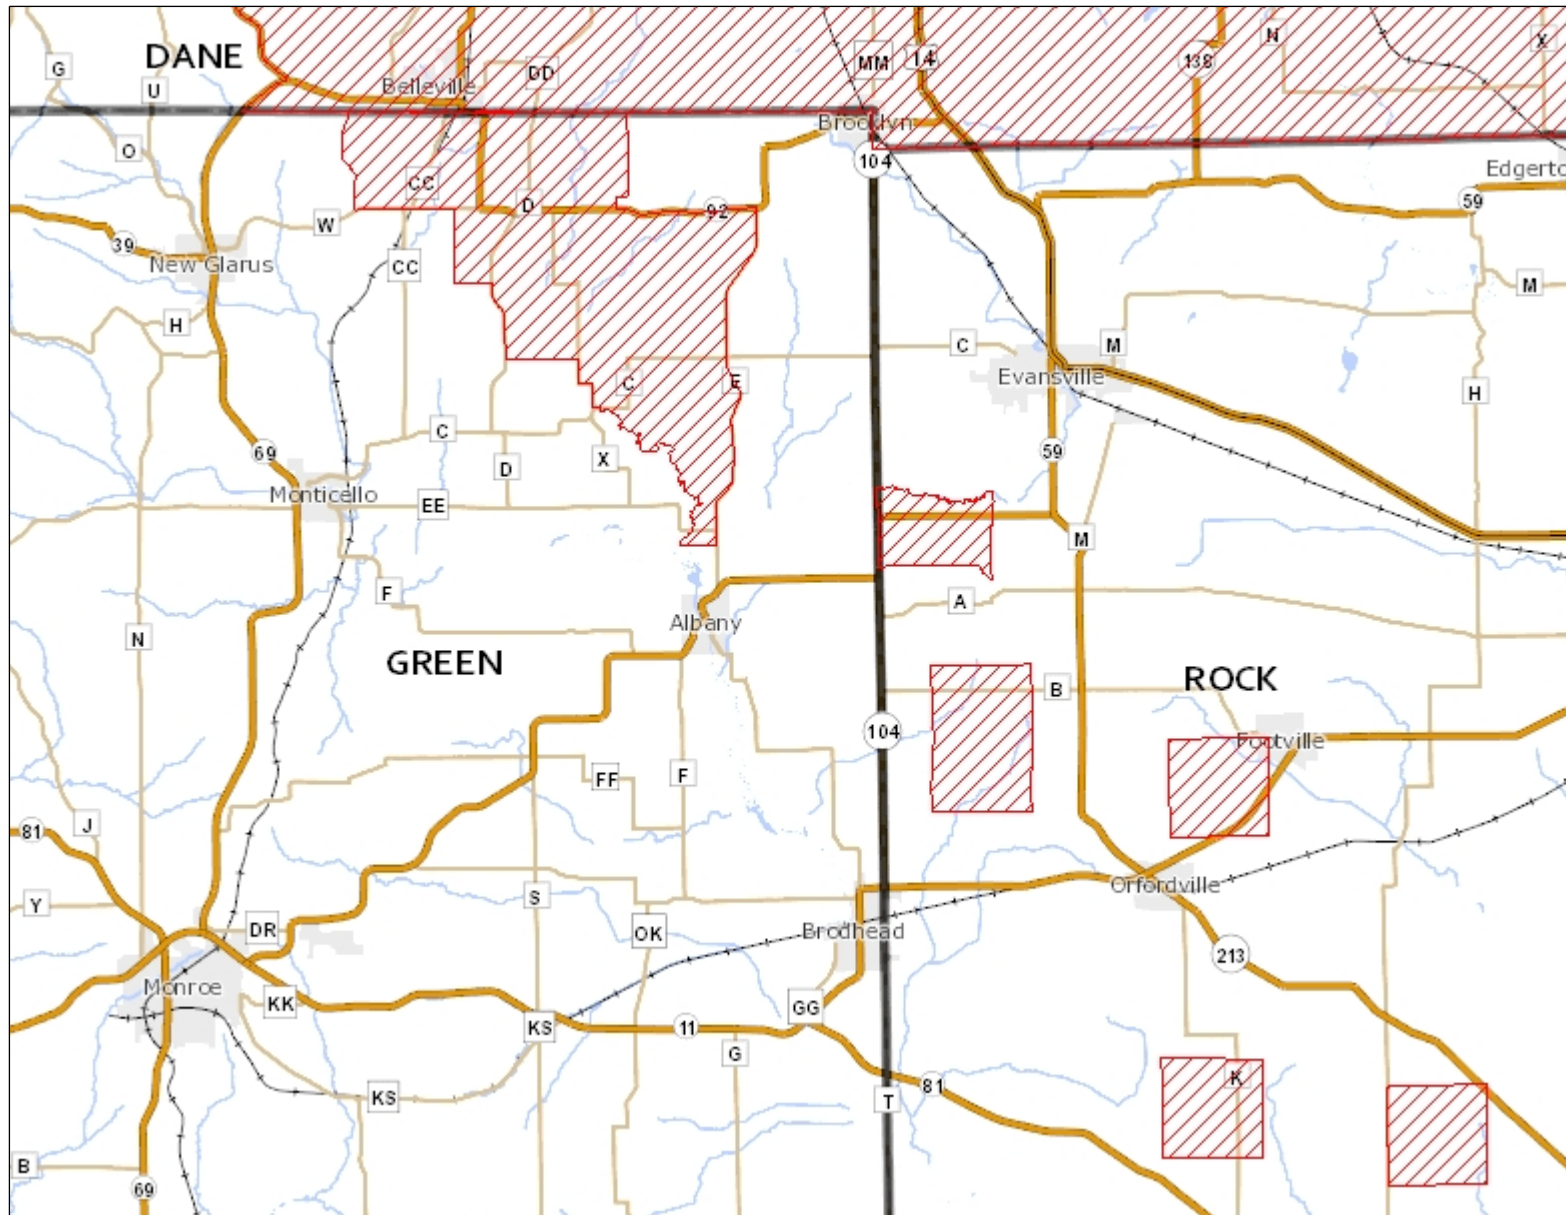 DANE
G
U
Belleville
DD
MM
14
138
N
X
O
Brooklyn
104
Edgerto
CC
D
92
59
39
W
New Glarus
CC
M
H
C
M
Evansville
C
E
H
69
C
D
X
59
Monticello
EE
M
F
A
Albany
N
GREEN
B
ROCK
104
Footville
FF
F
81
J
Y
S
Orfordville
DR
OK
Brodhead
213
Monroe
KK
GG
KS
11
G
K
KS
T
81
B
69